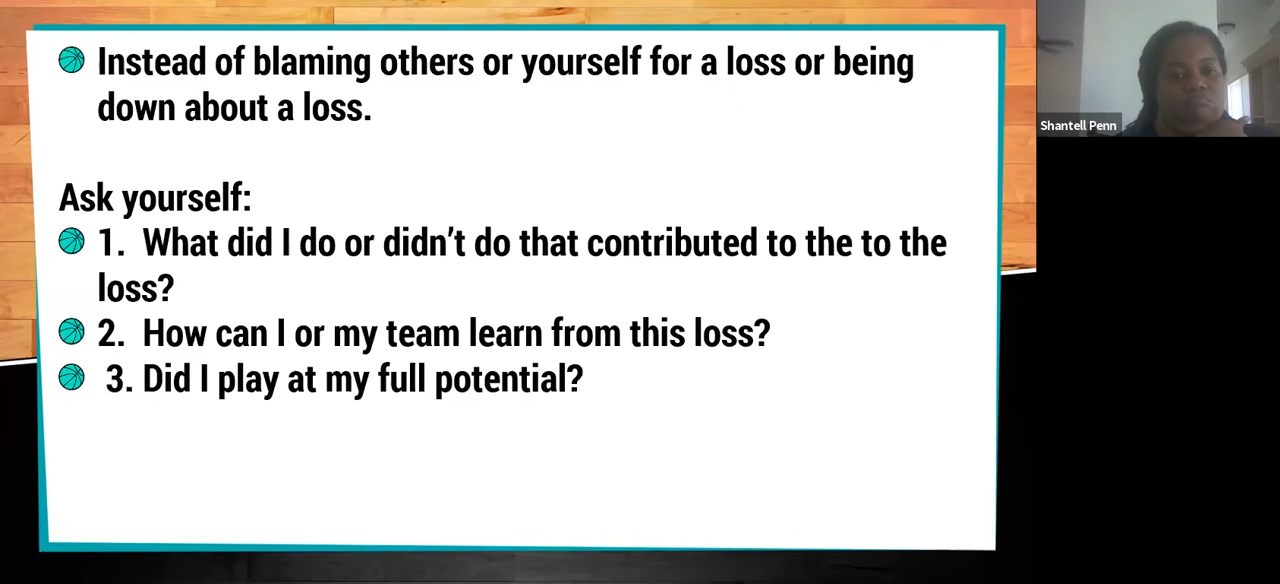 Instead of blaming others or yourself for a loss or being
down about a loss.
Ask yourself:
1. What did I do or didn't do that contributed to the to the
loss?
2. How can I or my team learn from this loss?
3. Did I play at my full potential?
Shantell Penn